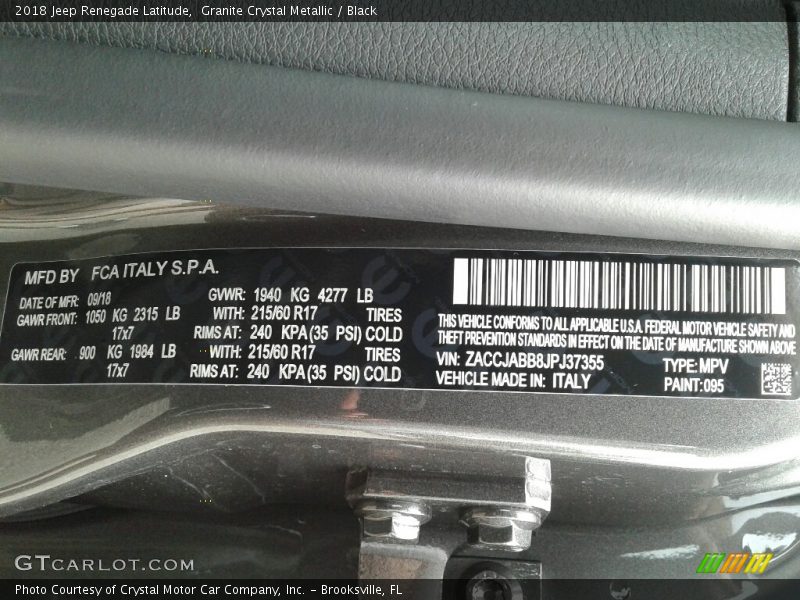 2018 Jeep Renegade Latitude, Granite Crystal Metallic / Black
MFD BY FCA ITALY S.P.A.
DATE OF MFR: 09/18 GVWR: 1940 KG 4277 LB
GAWR FRONT: 1050 KG 2315 LB WITH: 215/60 R17 TIRES
17x7 RIMS AT: 240 KPA(35 PSI) COLD
GAWR REAR: 900 KG 1984 LB WITH: 215/60 R17 TIRES
17x7 RIMS AT: 240 KPA(35 PSI) COLD
THIS VEHICLE CONFORMS TO ALL APPLICABLE U.S.A. FEDERAL MOTOR VEHICLE SAFETY AND
THEFT PREVENTION STANDARDS IN EFFECT ON THE DATE OF MANUFACTURE SHOWN ABOVE
VIN: ZACCJABB8JPJ37355 TYPE: MPV
VEHICLE MADE IN: ITALY PAINT: 095
GTCARLOT.COM
Photo Courtesy of Crystal Motor Car Company, Inc. - Brooksville, FL